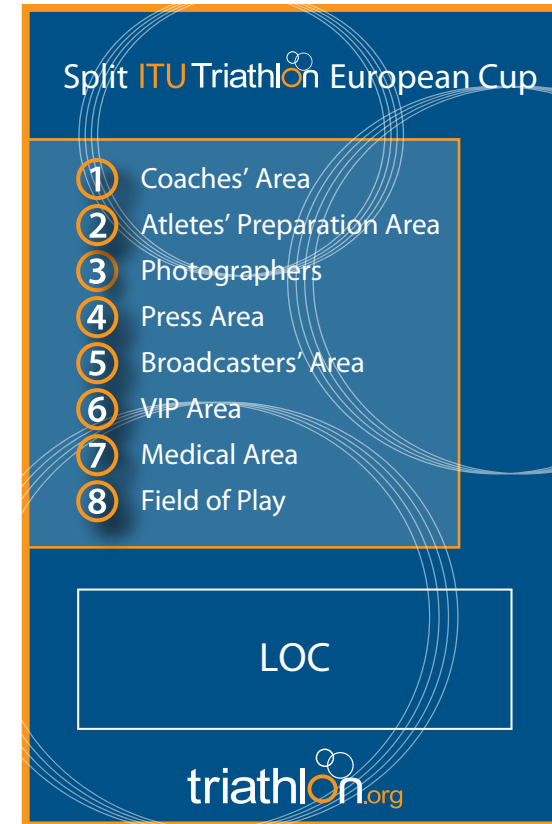 Split ITU Triathlon European Cup
1 Coaches' Area
2 Atletes' Preparation Area
3 Photographers
4 Press Area
5 Broadcasters' Area
6 VIP Area
7 Medical Area
8 Field of Play
LOC
triathlon.org